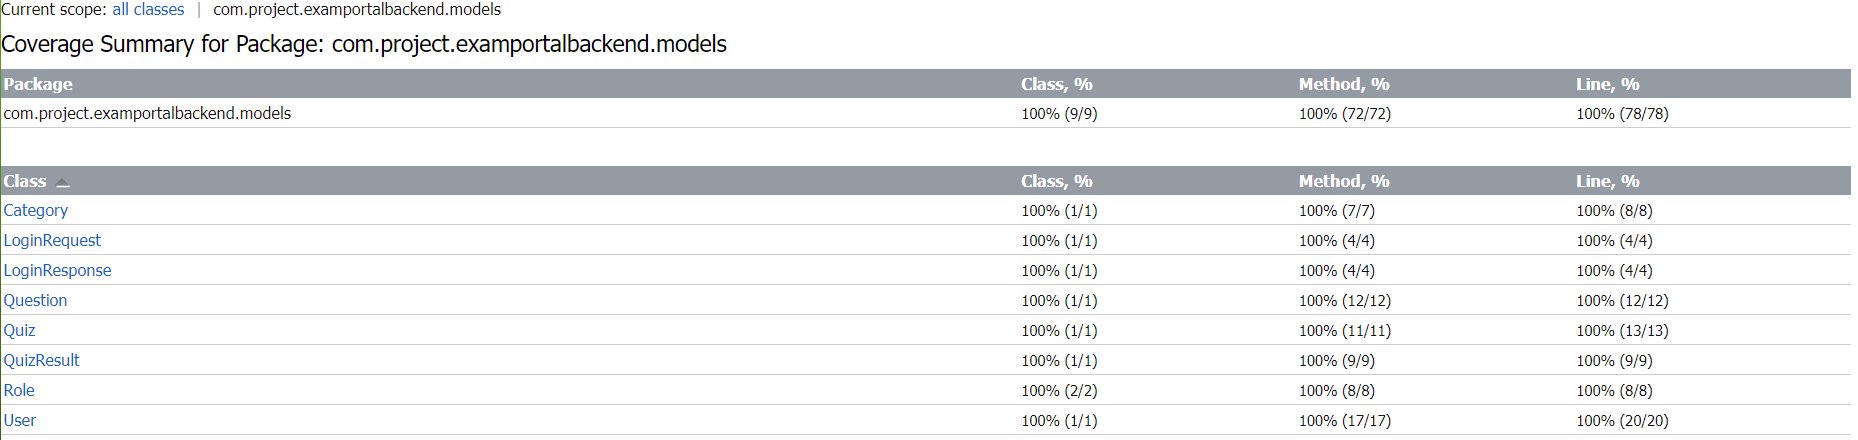 Current scope: all classes | com.project.examportalbackend.models
Coverage Summary for Package: com.project.examportalbackend.models
Package Class, % Method, % Line, %
com.project.examportalbackend.models 100% (9/9) 100% (72/72) 100% (78/78)
Class Class, % Method, % Line, %
Category 100% (1/1) 100% (7/7) 100% (8/8)
LoginRequest 100% (1/1) 100% (4/4) 100% (4/4)
LoginResponse 100% (1/1) 100% (4/4) 100% (4/4)
Question 100% (1/1) 100% (12/12) 100% (12/12)
Quiz 100% (1/1) 100% (11/11) 100% (13/13)
QuizResult 100% (1/1) 100% (9/9) 100% (9/9)
Role 100% (2/2) 100% (8/8) 100% (8/8)
User 100% (1/1) 100% (17/17) 100% (20/20)